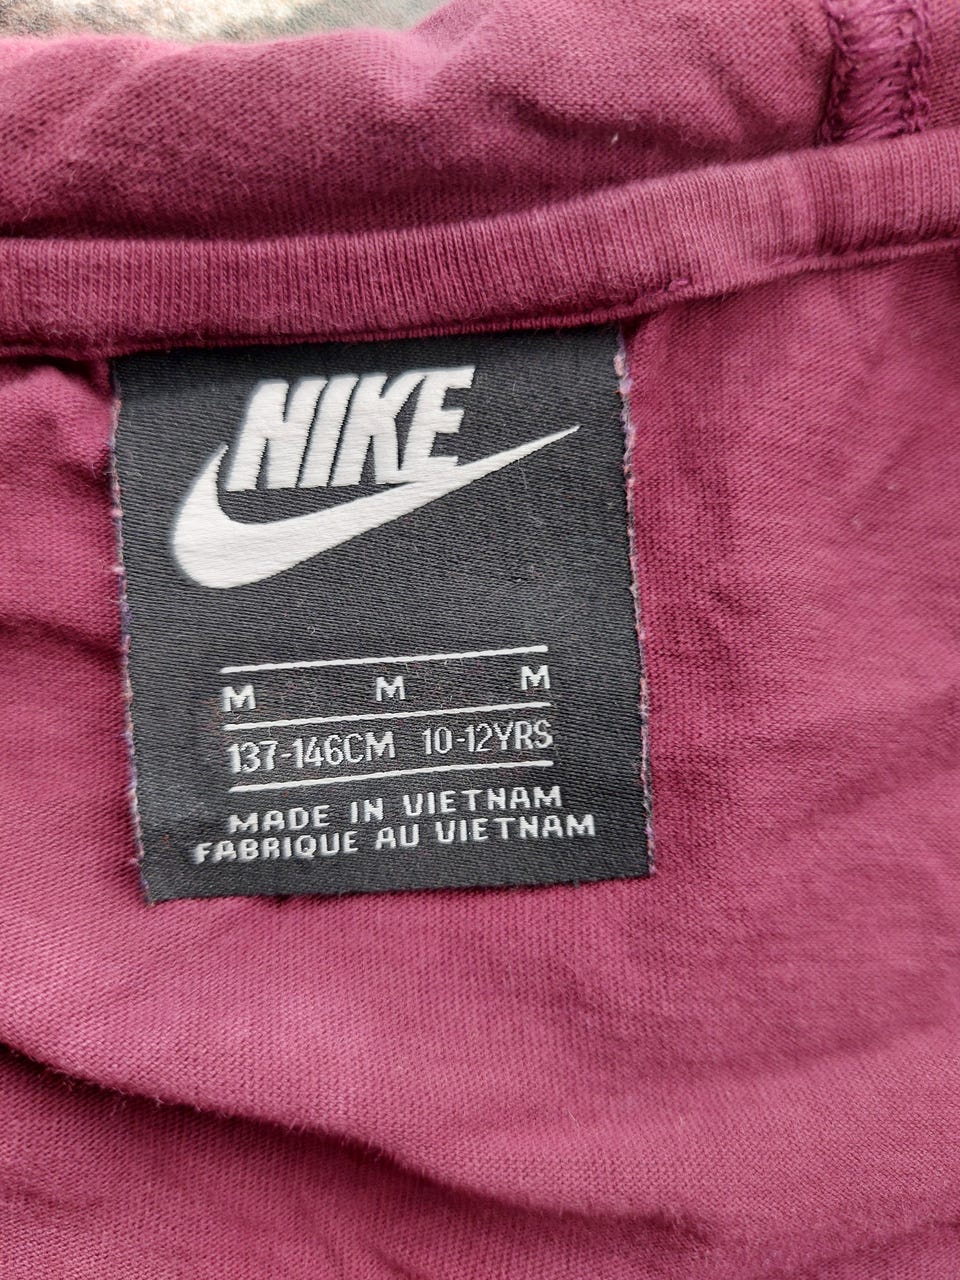 NIKE
M M M
137-146CM 10-12YRS
MADE IN VIETNAM
FABRIQUE AU VIETNAM